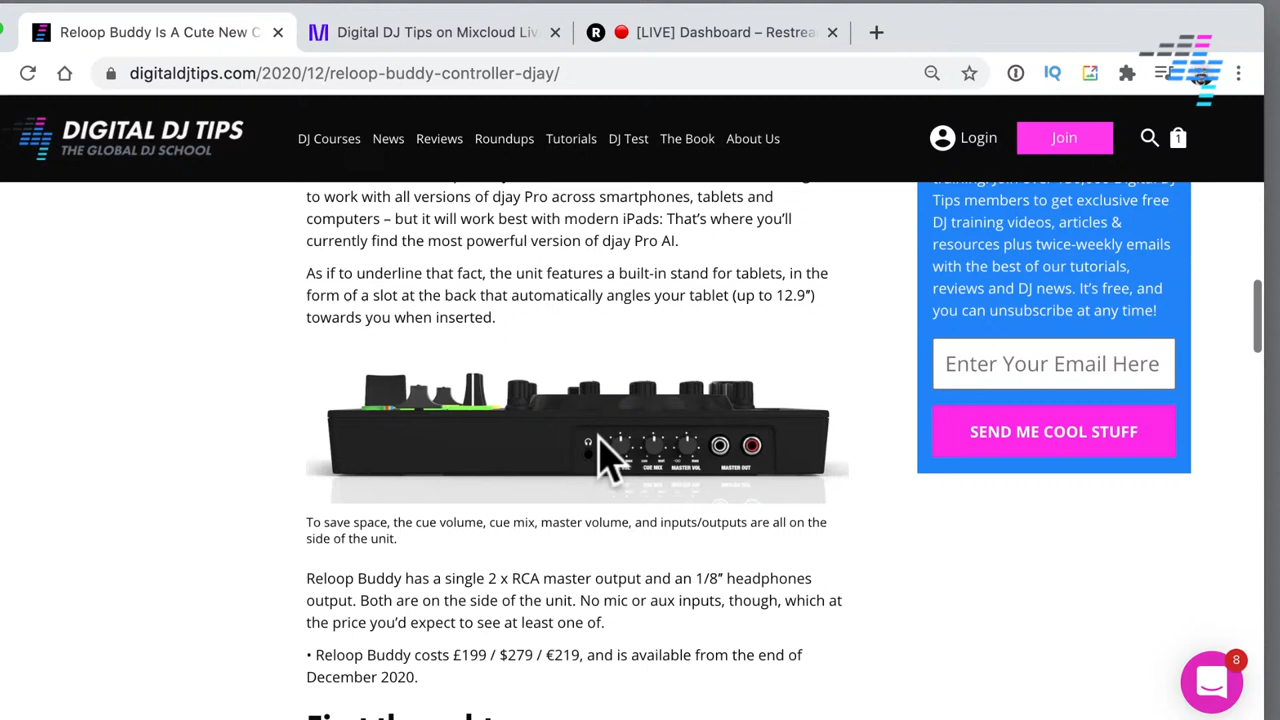 Reloop Buddy Is A Cute New C
Digital DJ Tips on Mixcloud Liv
[LIVE] Dashboard – Restrea
digitaldjtips.com/2020/12/reloop-buddy-controller-djay/
DIGITAL DJ TIPS
THE GLOBAL DJ SCHOOL
DJ Courses News Reviews Roundups Tutorials DJ Test The Book About Us
Login
Join
1
to work with all versions of djay Pro across smartphones, tablets and
computers – but it will work best with modern iPads: That's where you'll
currently find the most powerful version of djay Pro AI.
As if to underline that fact, the unit features a built-in stand for tablets, in the
form of a slot at the back that automatically angles your tablet (up to 12.9″)
towards you when inserted.
CUE MIX MASTER VOL MASTER OUT
To save space, the cue volume, cue mix, master volume, and inputs/outputs are all on the
side of the unit.
Reloop Buddy has a single 2 x RCA master output and an 1/8″ headphones
output. Both are on the side of the unit. No mic or aux inputs, though, which at
the price you'd expect to see at least one of.
• Reloop Buddy costs £199 / $279 / €219, and is available from the end of
December 2020.
Tips members to get exclusive free
DJ training videos, articles &
resources plus twice-weekly emails
with the best of our tutorials,
reviews and DJ news. It's free, and
you can unsubscribe at any time!
Enter Your Email Here
SEND ME COOL STUFF
8